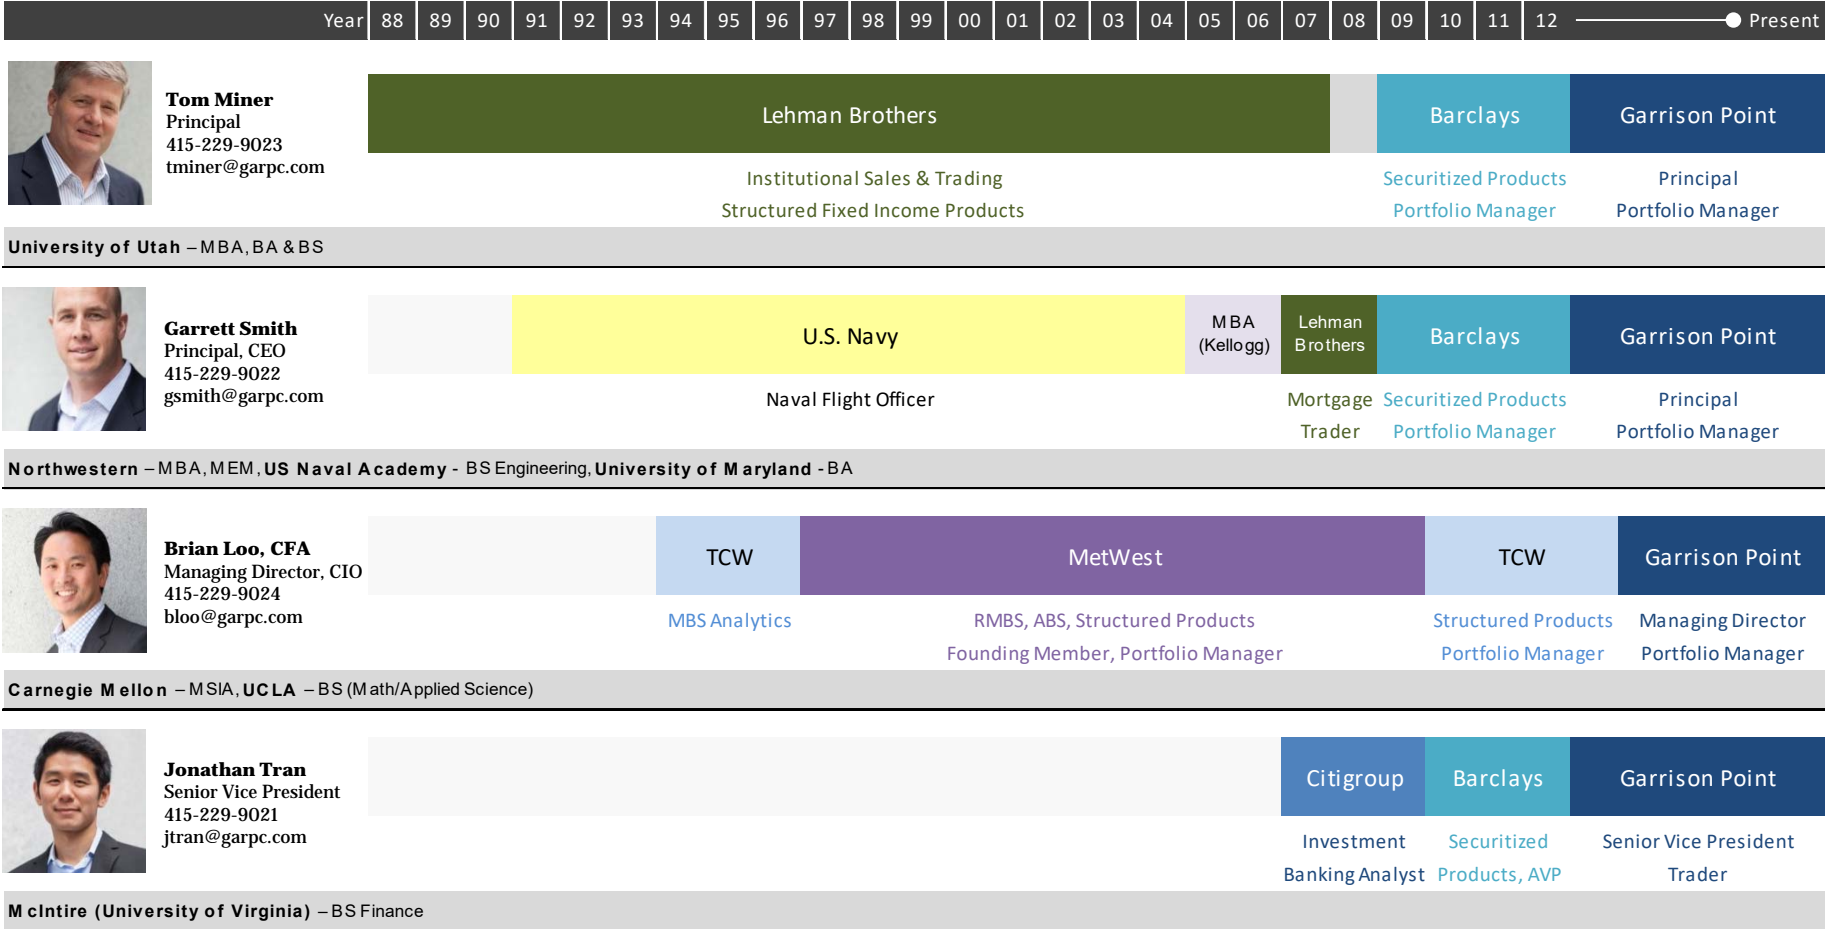 Year 88 89 90 91 92 93 94 95 96 97 98 99 00 01 02 03 04 05 06 07 08 09 10 11 12 Present
Tom Miner
Principal
415-229-9023
tminer@garpc.com
Lehman Brothers
Barclays
Garrison Point
Institutional Sales & Trading
Structured Fixed Income Products
Securitized Products
Portfolio Manager
Principal
Portfolio Manager
University of Utah – MBA, BA & BS
Garrett Smith
Principal, CEO
415-229-9022
gsmith@garpc.com
U.S. Navy
MBA
(Kellogg)
Lehman
Brothers
Barclays
Garrison Point
Naval Flight Officer
Mortgage
Trader
Securitized Products
Portfolio Manager
Principal
Portfolio Manager
Northwestern – MBA, MEM, US Naval Academy - BS Engineering, University of Maryland - BA
Brian Loo, CFA
Managing Director, CIO
415-229-9024
bloo@garpc.com
TCW
MetWest
TCW
Garrison Point
MBS Analytics
RMBS, ABS, Structured Products
Founding Member, Portfolio Manager
Structured Products
Portfolio Manager
Managing Director
Portfolio Manager
Carnegie Mellon – MSIA, UCLA – BS (Math/Applied Science)
Jonathan Tran
Senior Vice President
415-229-9021
jtran@garpc.com
Citigroup
Barclays
Garrison Point
Investment
Banking Analyst
Securitized
Products, AVP
Senior Vice President
Trader
McIntire (University of Virginia) – BS Finance